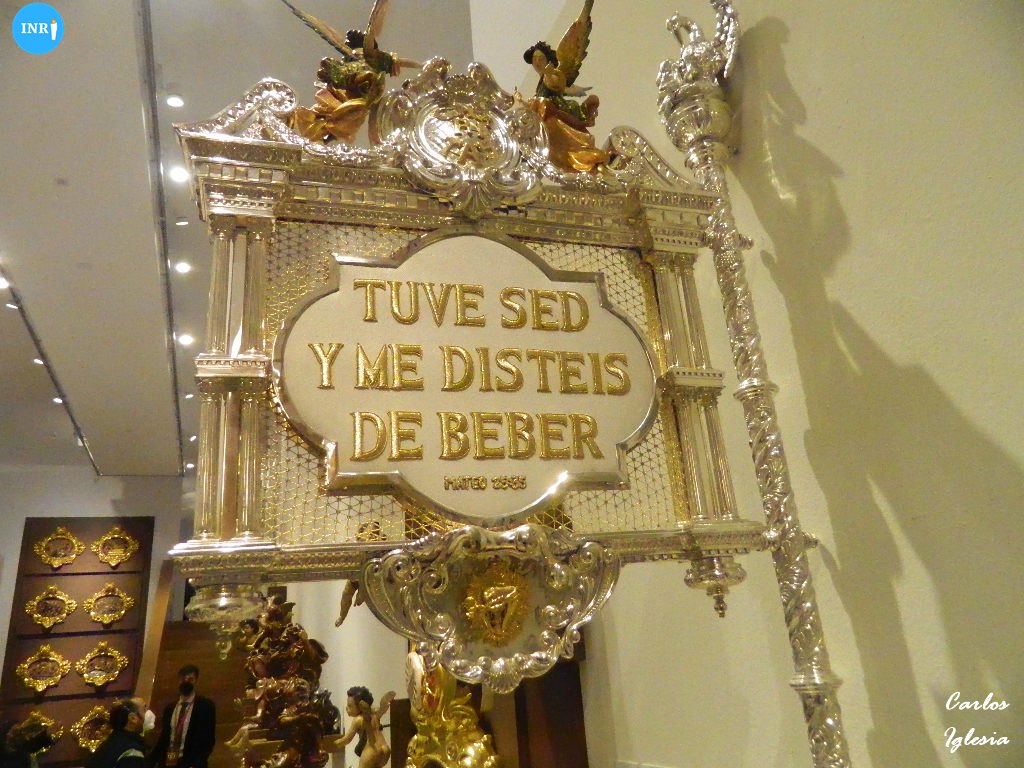 INRI
TUVE SED
Y ME DISTEIS
DE BEBER
MATEO 25-35
Carlos
Iglesia